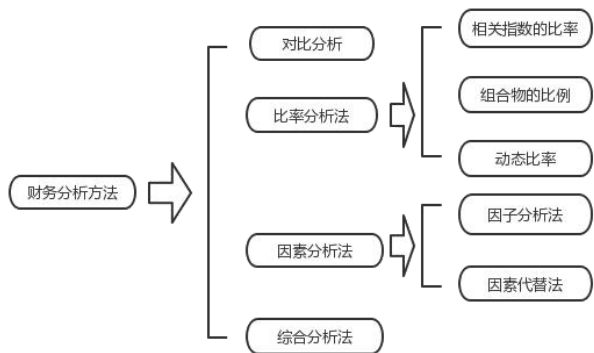 财务分析方法
对比分析
比率分析法
相关指数的比率
组合物的比例
动态比率
因素分析法
因子分析法
因素代替法
综合分析法